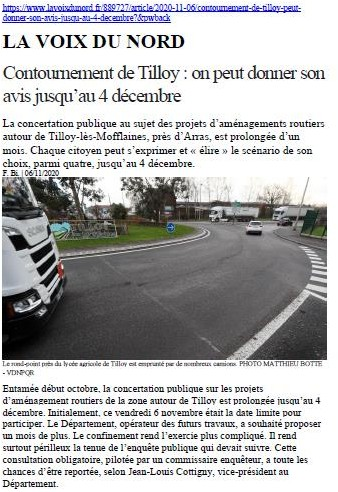 https://www.lavoixdunord.fr/889727/article/2020-11-06/contournement-de-tilloy-peut-
donner-son-avis-jusqu-au-4-decembre?&pwback
LA VOIX DU NORD
Contournement de Tilloy : on peut donner son
avis jusqu’au 4 décembre
La concertation publique au sujet des projets d’aménagements routiers
autour de Tilloy-lès-Mofflaines, près d’Arras, est prolongée d’un
mois. Chaque citoyen peut s’exprimer et « élire » le scénario de son
choix, parmi quatre, jusqu’au 4 décembre.
F. Bi. | 06/11/2020
SCANIA
Le rond-point près du lycée agricole de Tilloy est emprunté par de nombreux camions. PHOTO MATTHIEU BOTTE
- VDNPQR
Entamée début octobre, la concertation publique sur les projets
d’aménagement routiers de la zone autour de Tilloy est prolongée jusqu’au 4
décembre. Initialement, ce vendredi 6 novembre était la date limite pour
participer. Le Département, opérateur des futurs travaux, a souhaité proposer
un mois de plus. Le confinement rend l’exercie plus compliqué. Il rend
surtout périlleux la tenue de l’enquête publique qui devait suivre. Cette
consultation obligatoire, pilotée par un commissaire enquêteur, a toute les
chances d’être reportée, selon Jean-Louis Cottigny, vice-président au
Département.